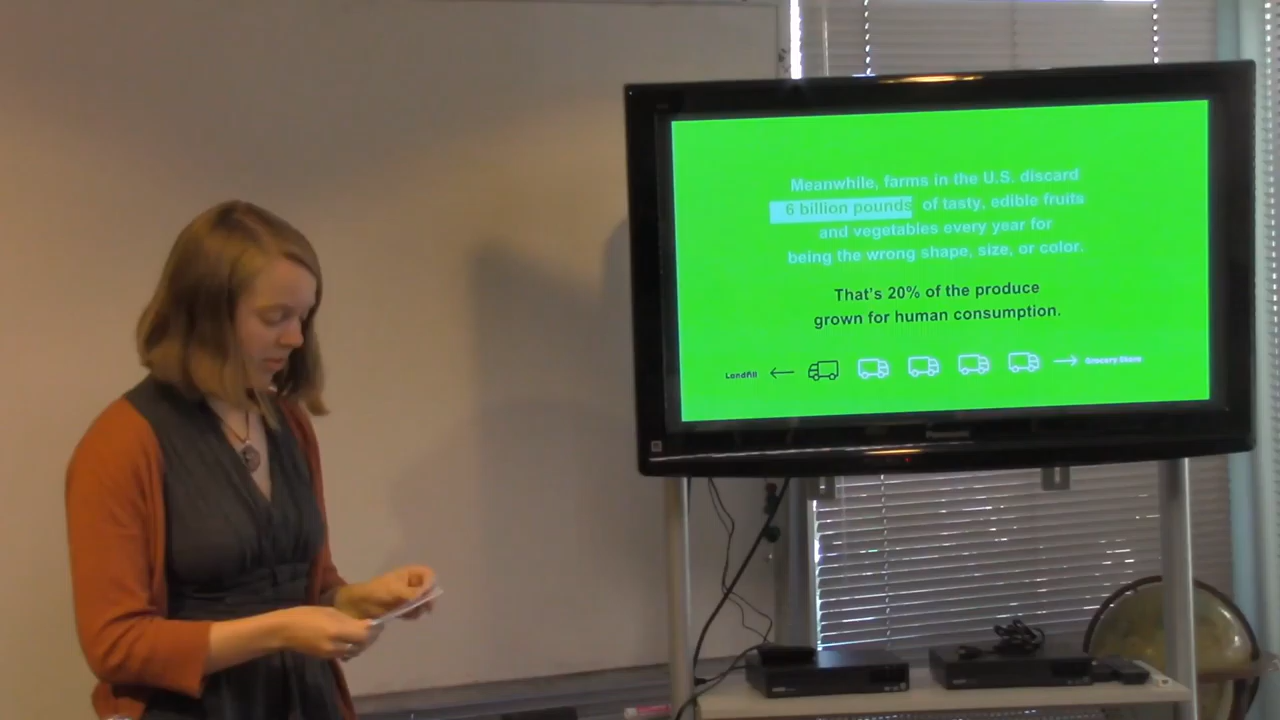 Meanwhile, farms in the U.S. discard
6 billion pounds of tasty, edible fruits
and vegetables every year for
being the wrong shape, size, or color.
That's 20% of the produce
grown for human consumption.
Landfill
Grocery Store